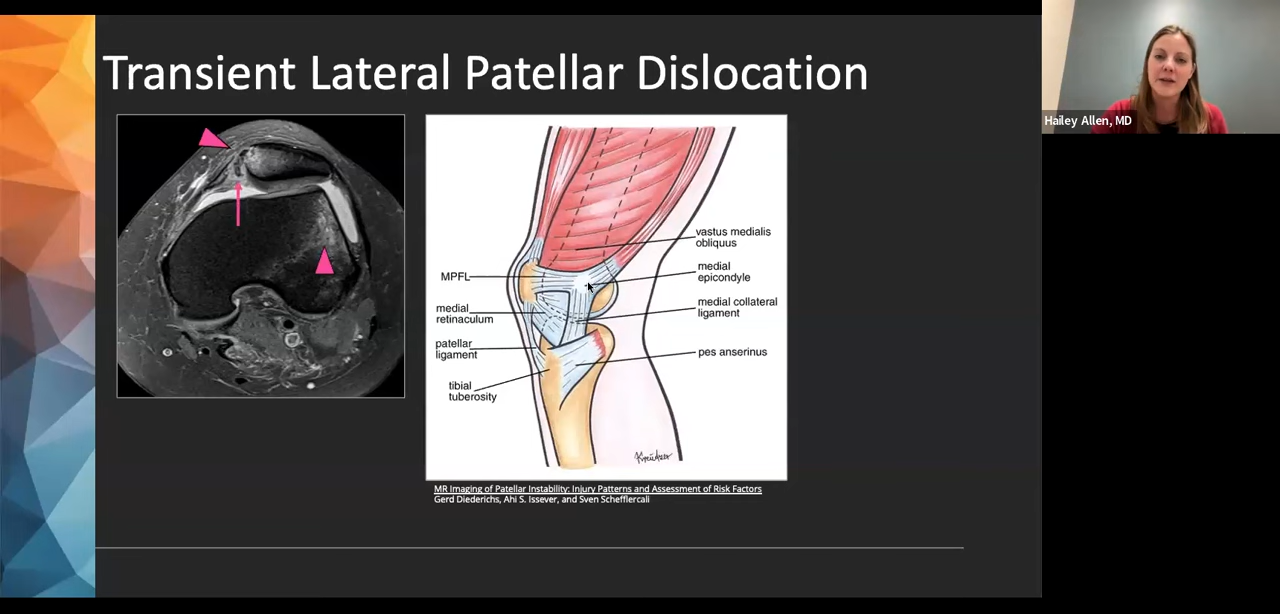 Transient Lateral Patellar Dislocation
Hailey Allen, MD
vastus medialis
obliquus
medial
epicondyle
MPFL
medial
retinaculum
medial collateral
ligament
patellar
ligament
pes anserinus
tibial
tuberosity
MR Imaging of Patellar Instability: Injury Patterns and Assessment of Risk Factors
Gerd Diederichs, Ahi S. Issever, and Sven Schefflercali